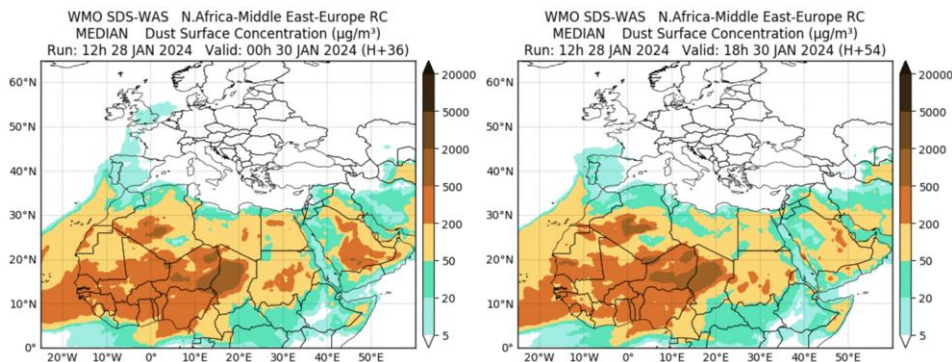 WMO SDS-WAS   N.Africa-Middle East-Europe RC
MEDIAN    Dust Surface Concentration (µg/m³)
Run: 12h 28 JAN 2024   Valid: 00h 30 JAN 2024 (H+36)
60°N
50°N
40°N
30°N
20°N
10°N
0°
20°W
10°W
0°
10°E
20°E
30°E
40°E
50°E
20000
5000
2000
500
200
50
20
5
WMO SDS-WAS   N.Africa-Middle East-Europe RC
MEDIAN    Dust Surface Concentration (µg/m³)
Run: 12h 28 JAN 2024   Valid: 18h 30 JAN 2024 (H+54)
60°N
50°N
40°N
30°N
20°N
10°N
0°
20°W
10°W
0°
10°E
20°E
30°E
40°E
50°E
20000
5000
2000
500
200
50
20
5